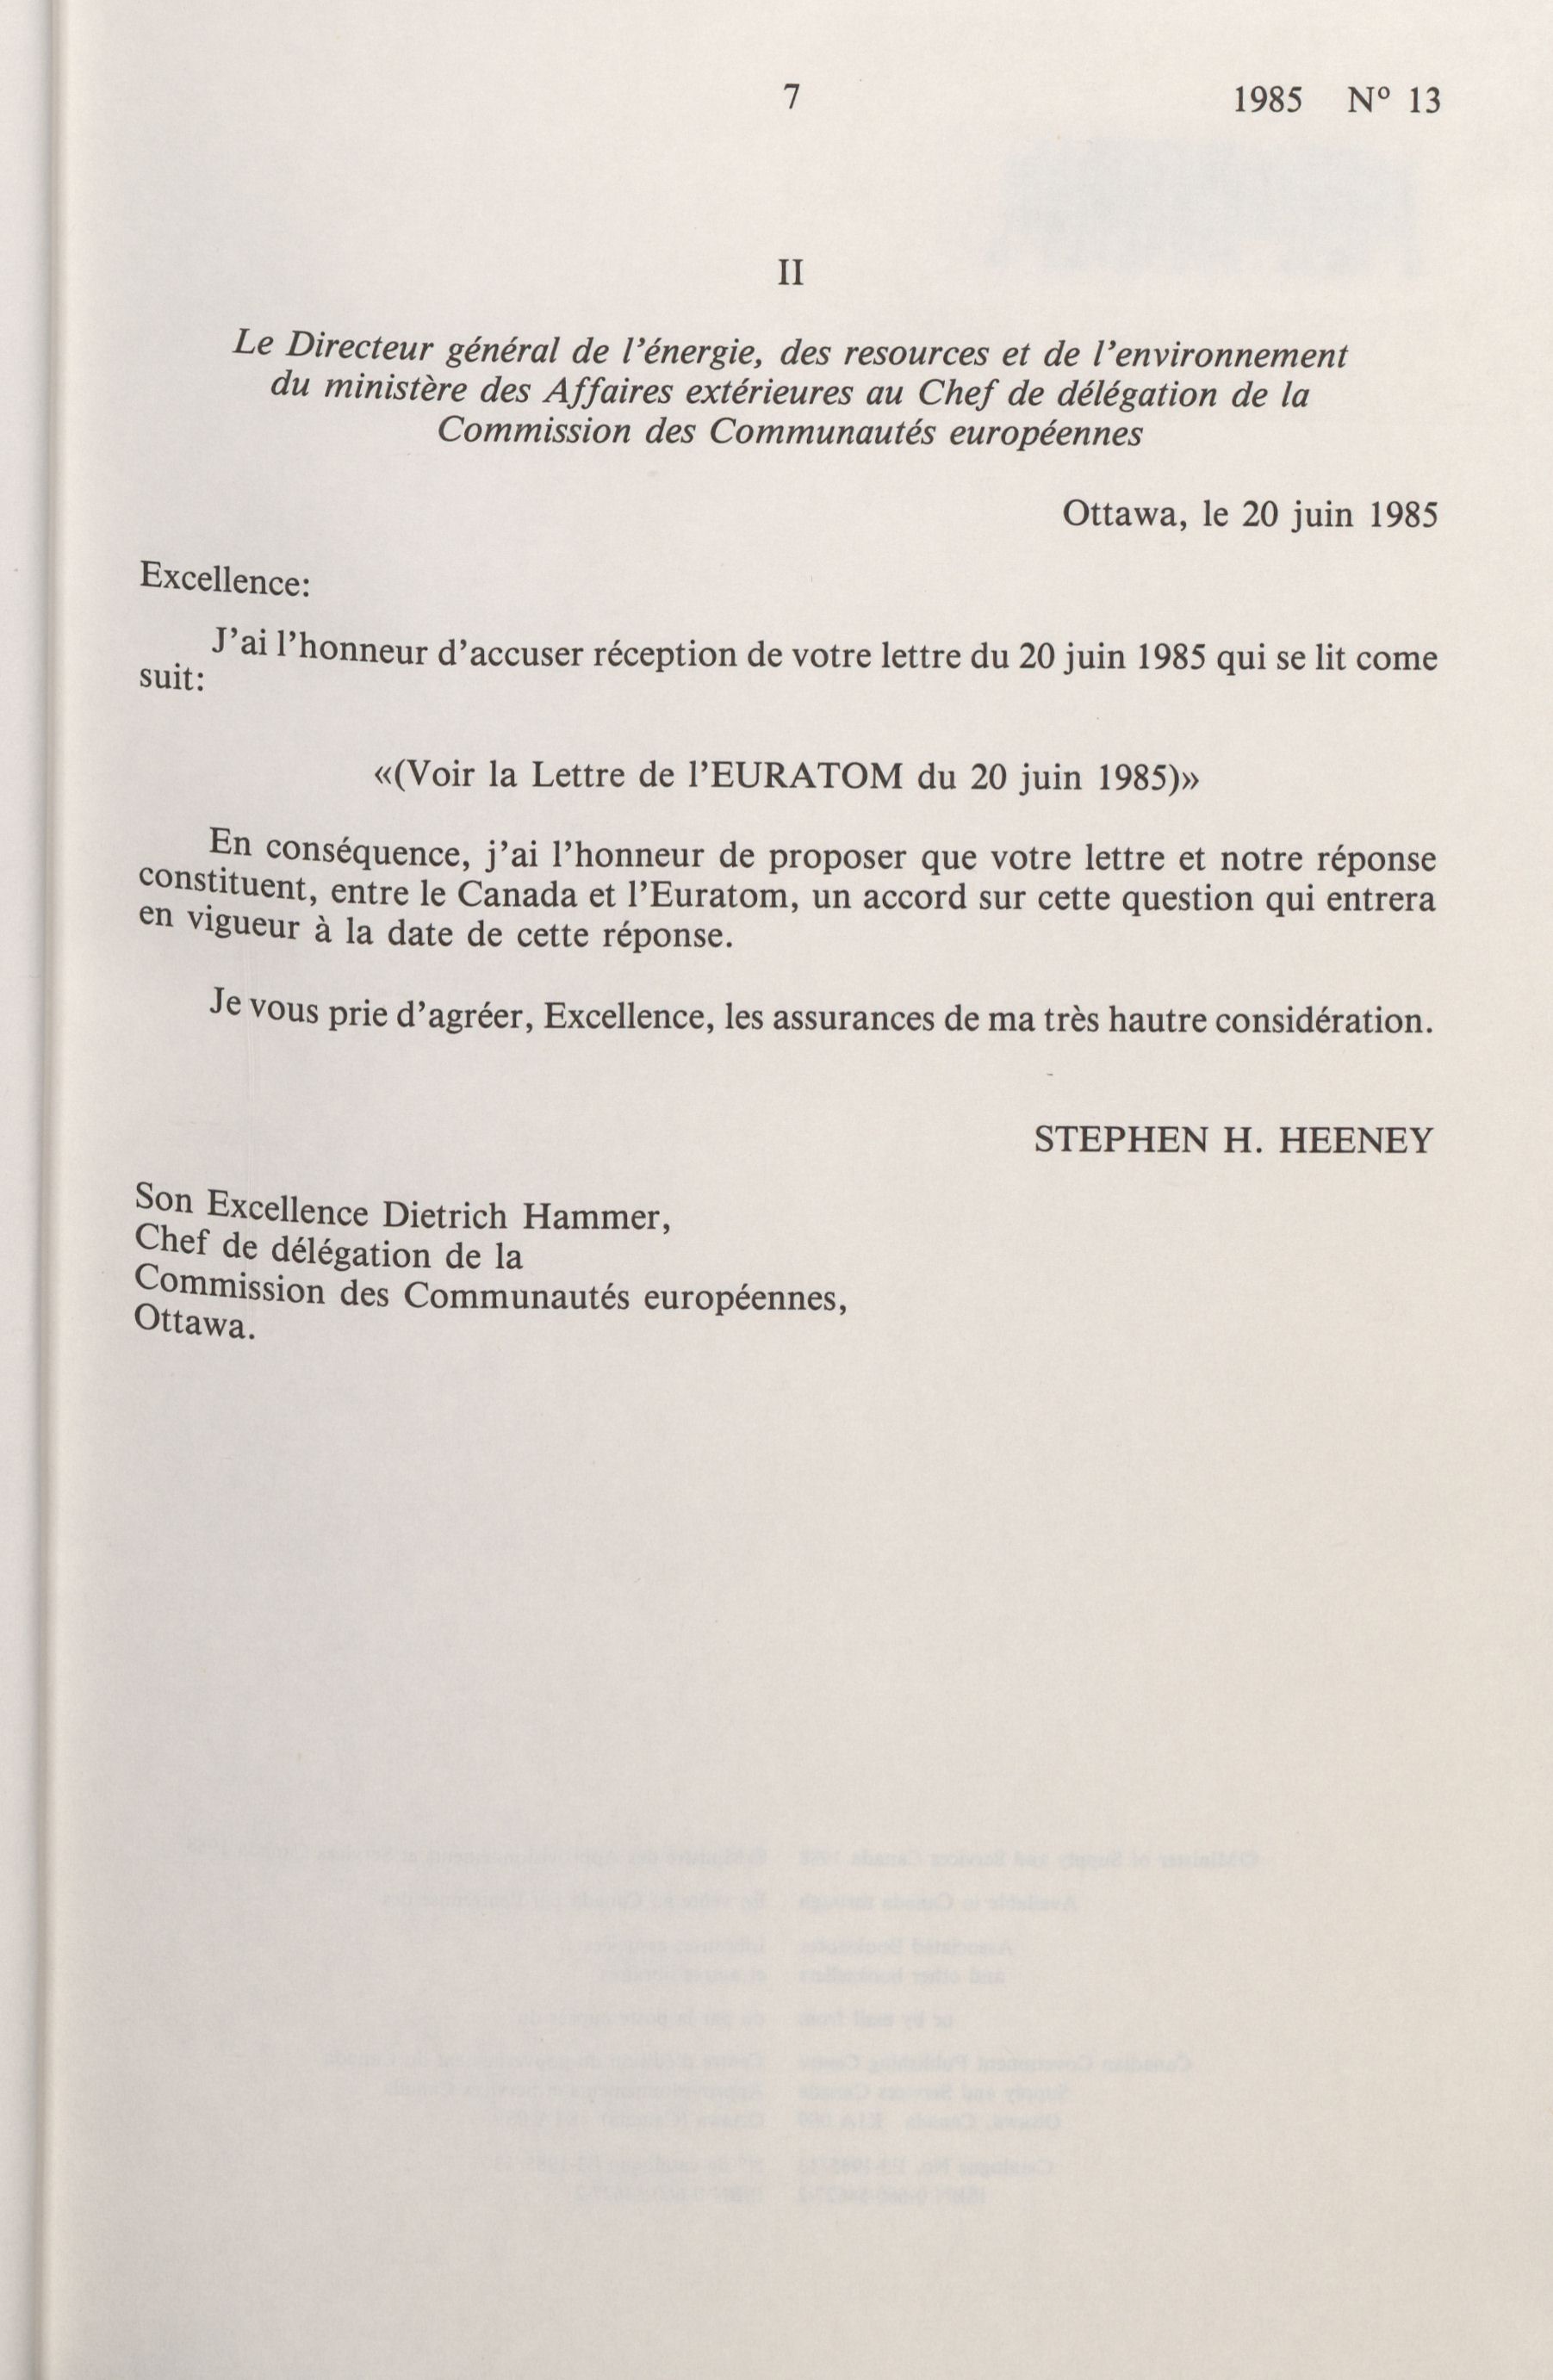 7
1985 Nº 13
II
Le Directeur général de l'énergie, des resources et de l'environnement
du ministère des Affaires extérieures au Chef de délégation de la
Commission des Communautés européennes
Ottawa, le 20 juin 1985
Excellence:
J'ai l'honneur d'accuser réception de votre lettre du 20 juin 1985 qui se lit come
suit:
«(Voir la Lettre de l'EURATOM du 20 juin 1985)»
En conséquence, j'ai l'honneur de proposer que votre lettre et notre réponse
constituent, entre le Canada et l'Euratom, un accord sur cette question qui entrera
en vigueur à la date de cette réponse.
Je vous prie d'agréer, Excellence, les assurances de ma très hautre considération.
STEPHEN H. HEENEY
Son Excellence Dietrich Hammer,
Chef de délégation de la
Commission des Communautés européennes,
Ottawa.